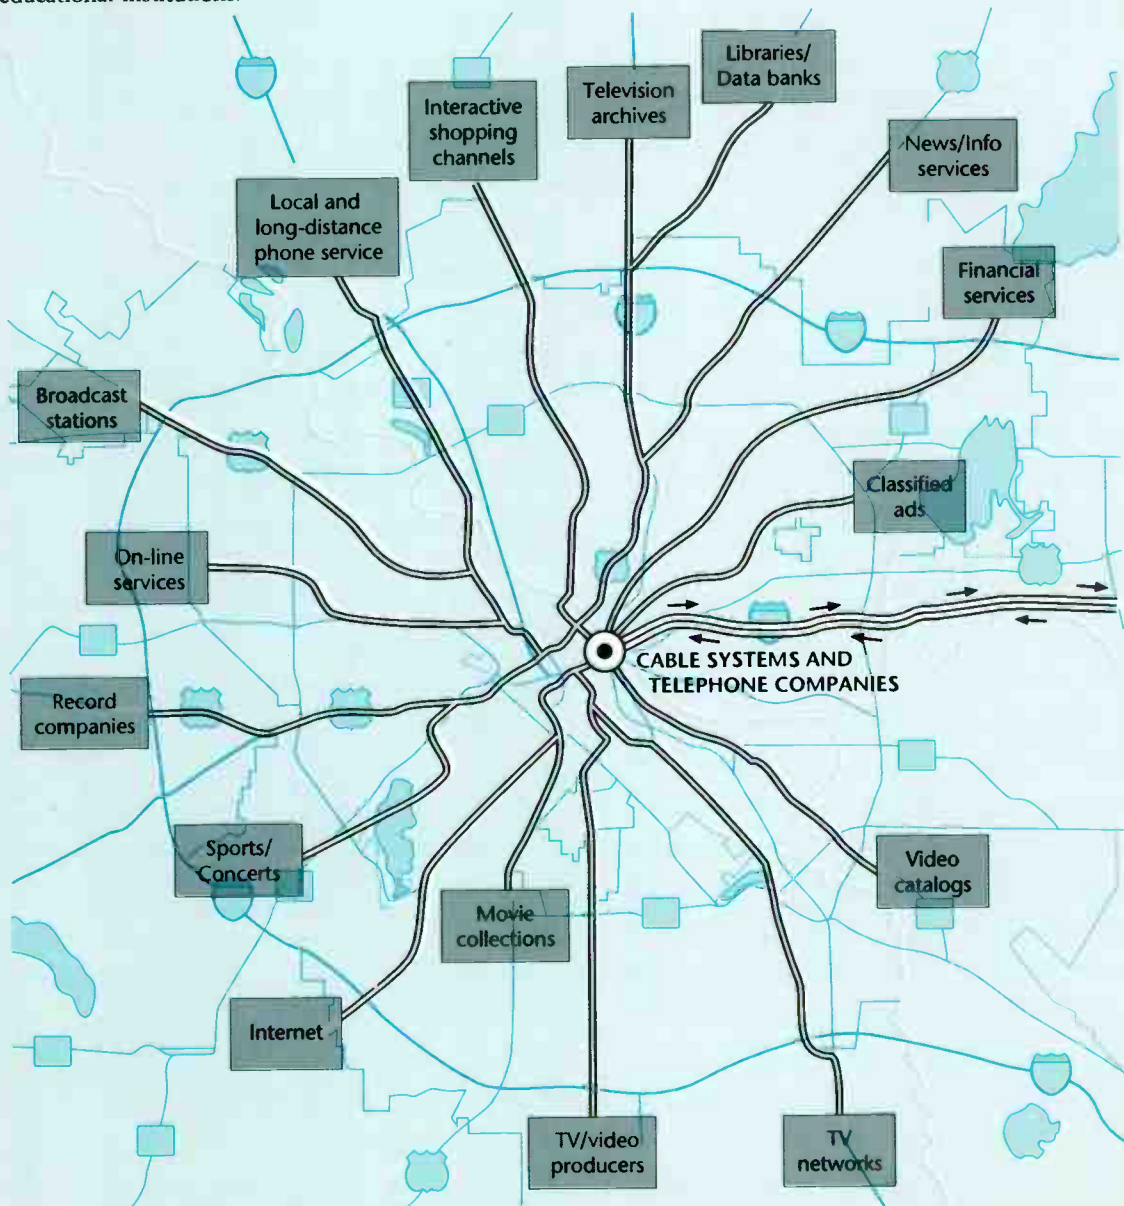 Libraries/
Data banks
Television
archives
Interactive
shopping
channels
News/Info
services
Local and
long-distance
phone service
Financial
services
Broadcast
stations
Classified
ads
On-line
services
CABLE SYSTEMS AND
TELEPHONE COMPANIES
Record
companies
Sports/
Concerts
Video
catalogs
Movie
collections
Internet
TV/video
producers
TV
networks